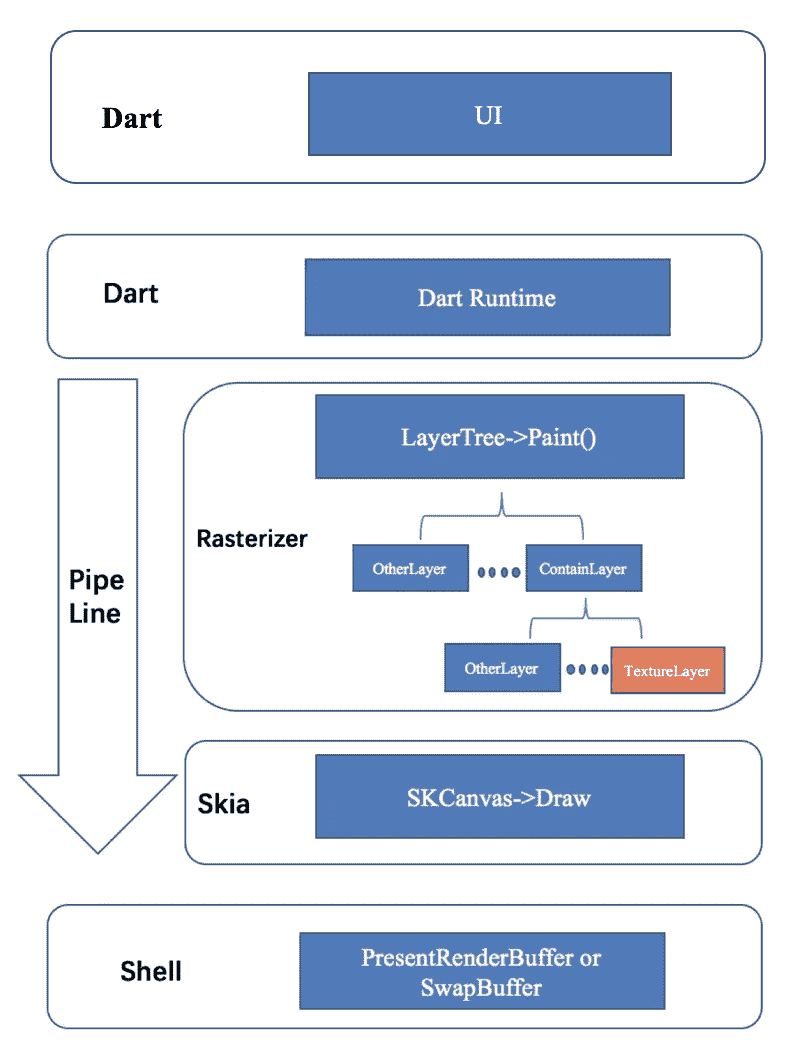 Dart
UI
Dart
Dart Runtime
LayerTree->Paint()
Rasterizer
OtherLayer
ContainLayer
Pipe
Line
OtherLayer
TextureLayer
Skia
SKCanvas->Draw
Shell
PresentRenderBuffer or
SwapBuffer